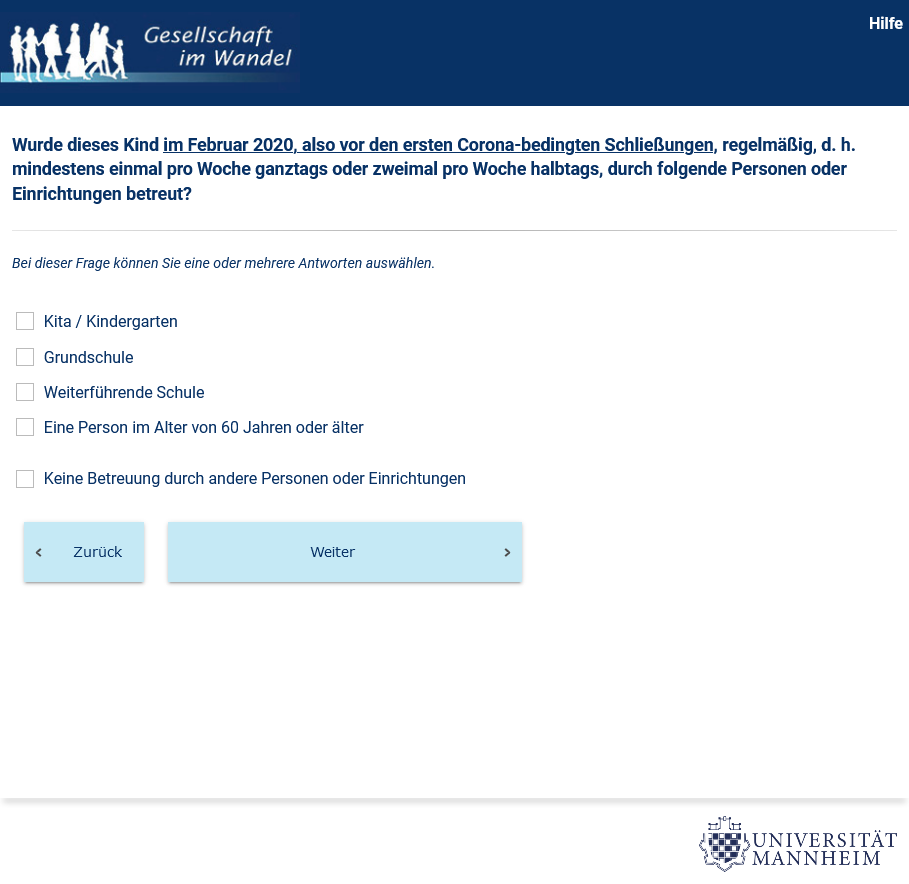 Gesellschaft
im Wandel
Hilfe
Wurde dieses Kind im Februar 2020, also vor den ersten Corona-bedingten Schließungen, regelmäßig, d. h.
mindestens einmal pro Woche ganztags oder zweimal pro Woche halbtags, durch folgende Personen oder
Einrichtungen betreut?
Bei dieser Frage können Sie eine oder mehrere Antworten auswählen.
Kita / Kindergarten
Grundschule
Weiterführende Schule
Eine Person im Alter von 60 Jahren oder älter
Keine Betreuung durch andere Personen oder Einrichtungen
Zurück
Weiter
UNIVERSITÄT
MANNHEIM